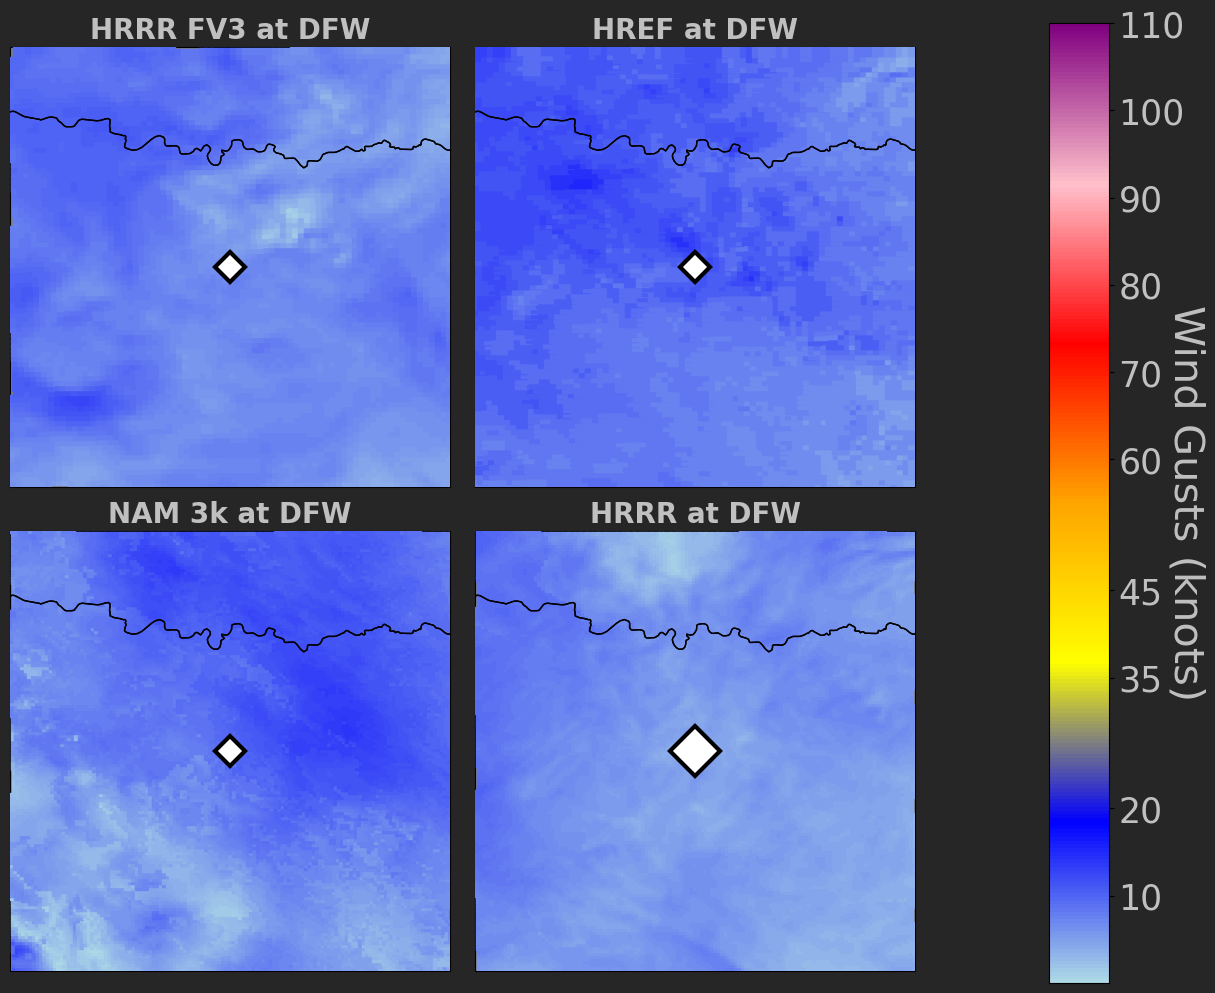 HRRR FV3 at DFW
HREF at DFW
NAM 3k at DFW
HRRR at DFW
110
100
90
80
70
60
45
35
20
10
Wind Gusts (knots)